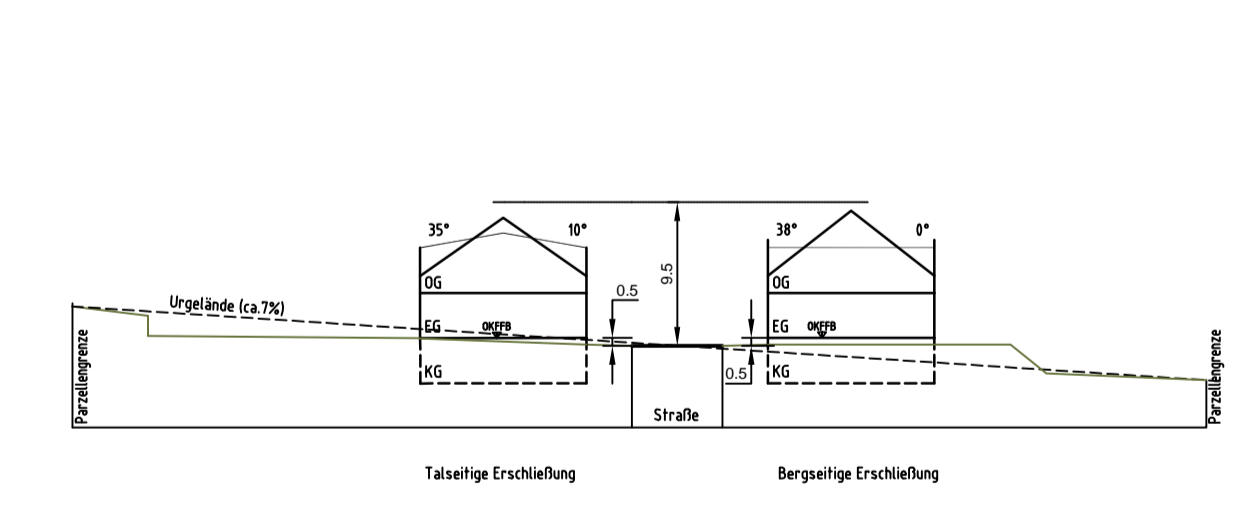 35°
10°
38°
0°
OG
OG
9.5
0.5
Urgelände (ca.7%)
EG
OKFFB
EG
OKFFB
KG
0.5
KG
Parzellengrenze
Parzellengrenze
Straße
Talseitige Erschließung
Bergseitige Erschließung